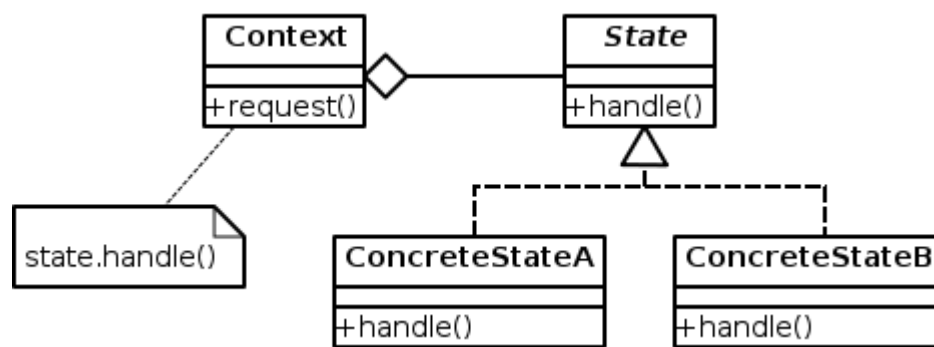 Context
+request()
State
+handle()
state.handle()
ConcreteStateA
+handle()
ConcreteStateB
+handle()